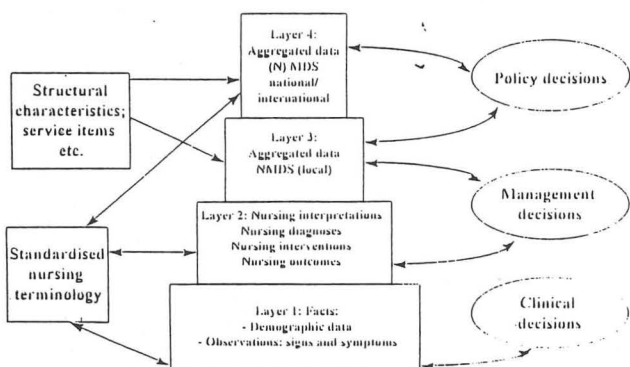 Layer 4:
Aggregated data
(N) MDS
national/
international
Structural
characteristics;
service items
etc.
Policy decisions
Layer 3:
Aggregated data
NMDS (local)
Management
decisions
Layer 2: Nursing interpretations
Nursing diagnoses
Nursing interventions
Nursing outcomes
Standardised
nursing
terminology
Layer 1: Facts:
- Demographic data
- Observations: signs and symptoms
Clinical
decisions